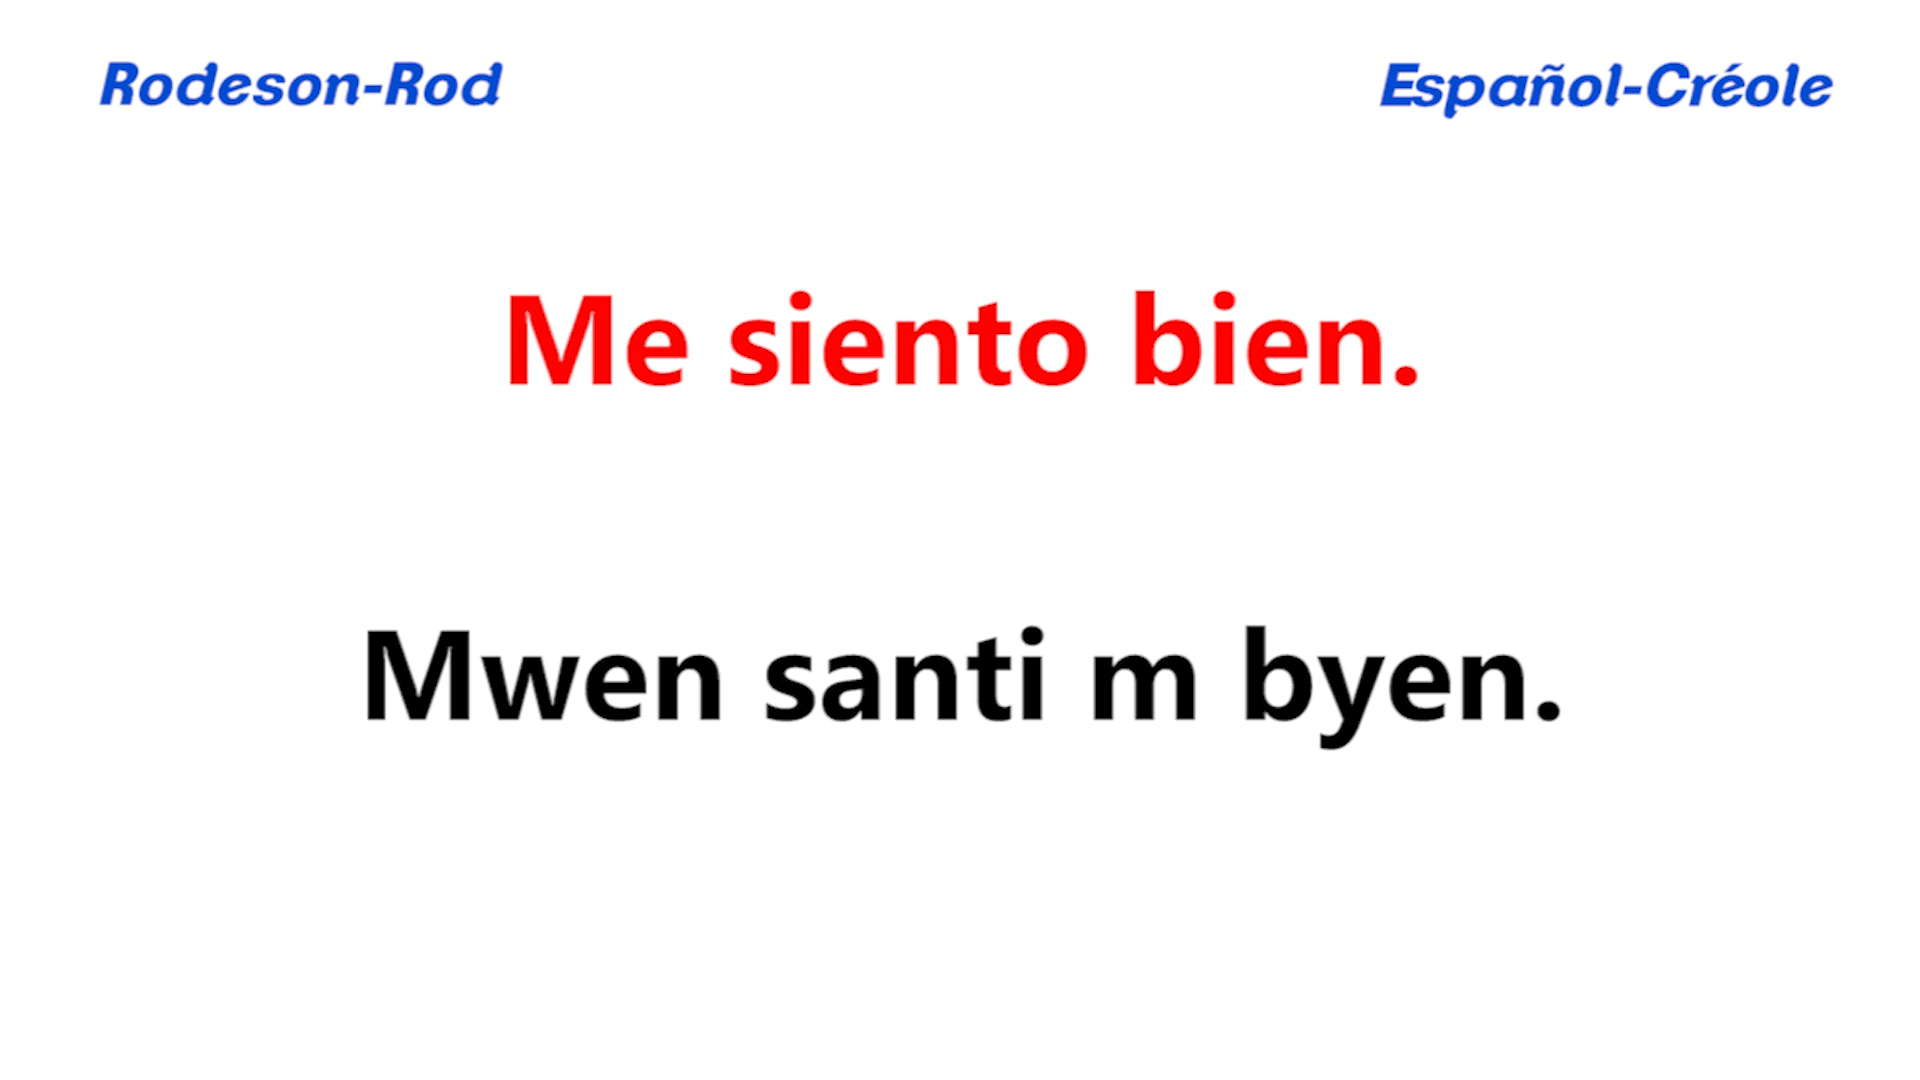 Rodeson-Rod
Español-Créole
Me siento bien.
Mwen santi m byen.